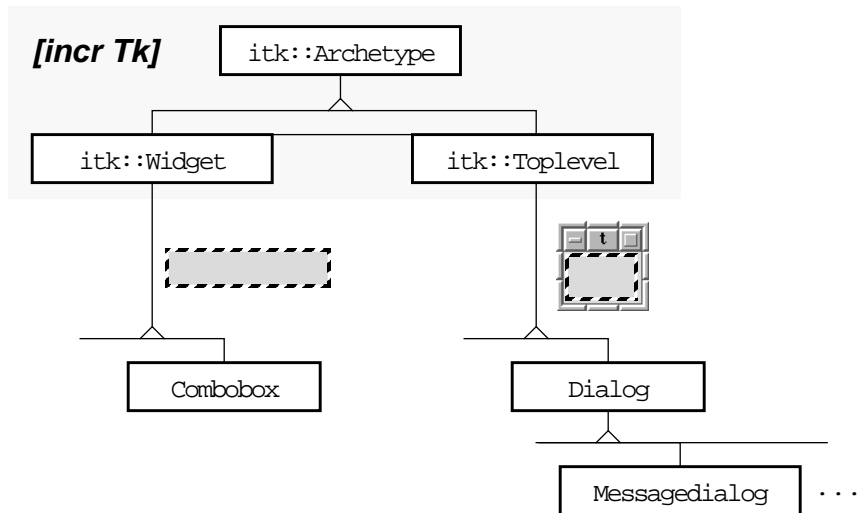 [incr Tk]
itk::Archetype
itk::Widget
itk::Toplevel
t
Combobox
Dialog
Messagedialog
...